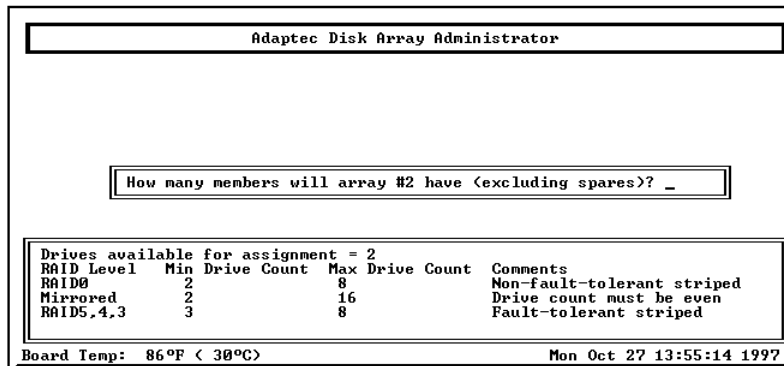 Adaptec Disk Array Administrator
How many members will array #2 have (excluding spares)? _
Drives available for assignment = 2
RAID Level Min Drive Count Max Drive Count Comments
RAID0 2 8 Non-fault-tolerant striped
Mirrored 2 16 Drive count must be even
RAID5,4,3 3 8 Fault-tolerant striped
Board Temp: 86ºF ( 30ºC) Mon Oct 27 13:55:14 1997